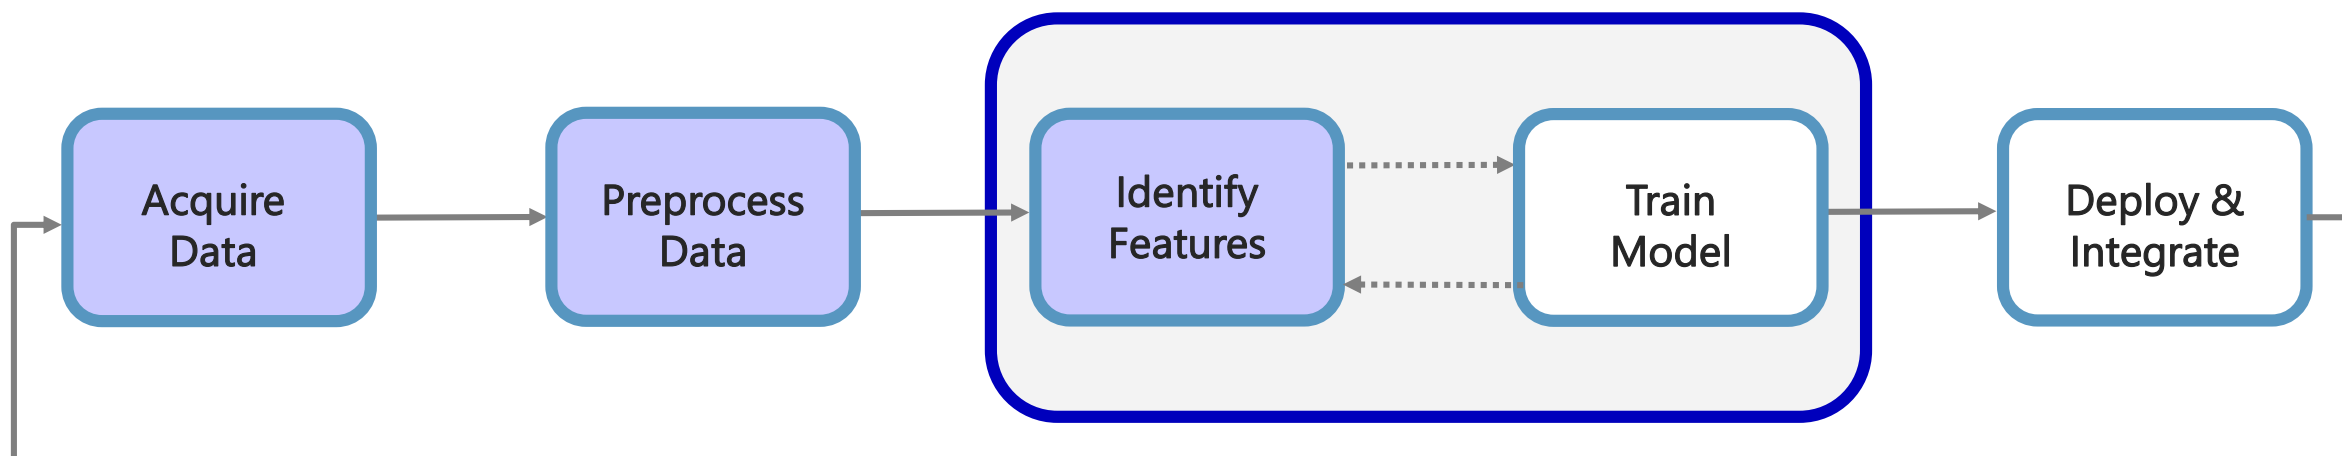 Acquire
Data
Preprocess
Data
Identify
Features
Train
Model
Deploy &
Integrate